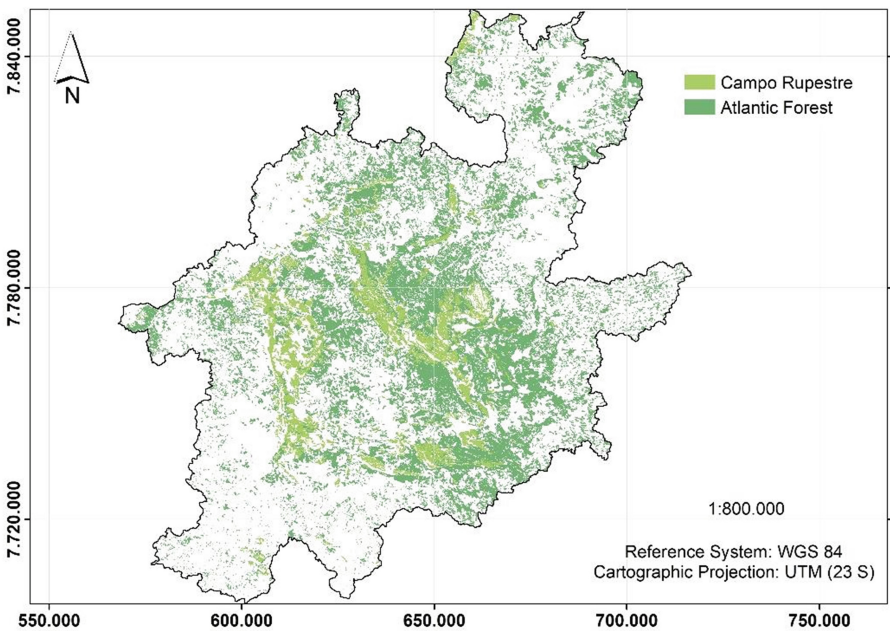 7.840.000
7.780.000
7.720.000
N
Campo Rupestre
Atlantic Forest
1:800.000
Reference System: WGS 84
Cartographic Projection: UTM (23 S)
550.000 600.000 650.000 700.000 750.000